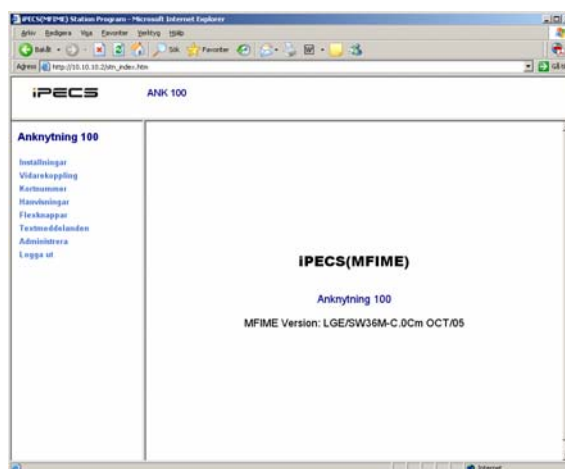 iPECS(MFIME) Station Program - Microsoft Internet Explorer
Arkiv Redigera Visa Favoriter Verktyg Hjälp
Bakåt Sök Favoriter
Adress http://10.10.10.2/stn_index.htm Gå till
iPECS ANK 100
Anknytning 100
Inställningar
Vidarekoppling
Kortnummer
Hänvisningar
Flexknappar
Textmeddelanden
Administrera
Logga ut
iPECS(MFIME)
Anknytning 100
MFIME Version: LGE/SW36M-C.0Cm OCT/05
Internet